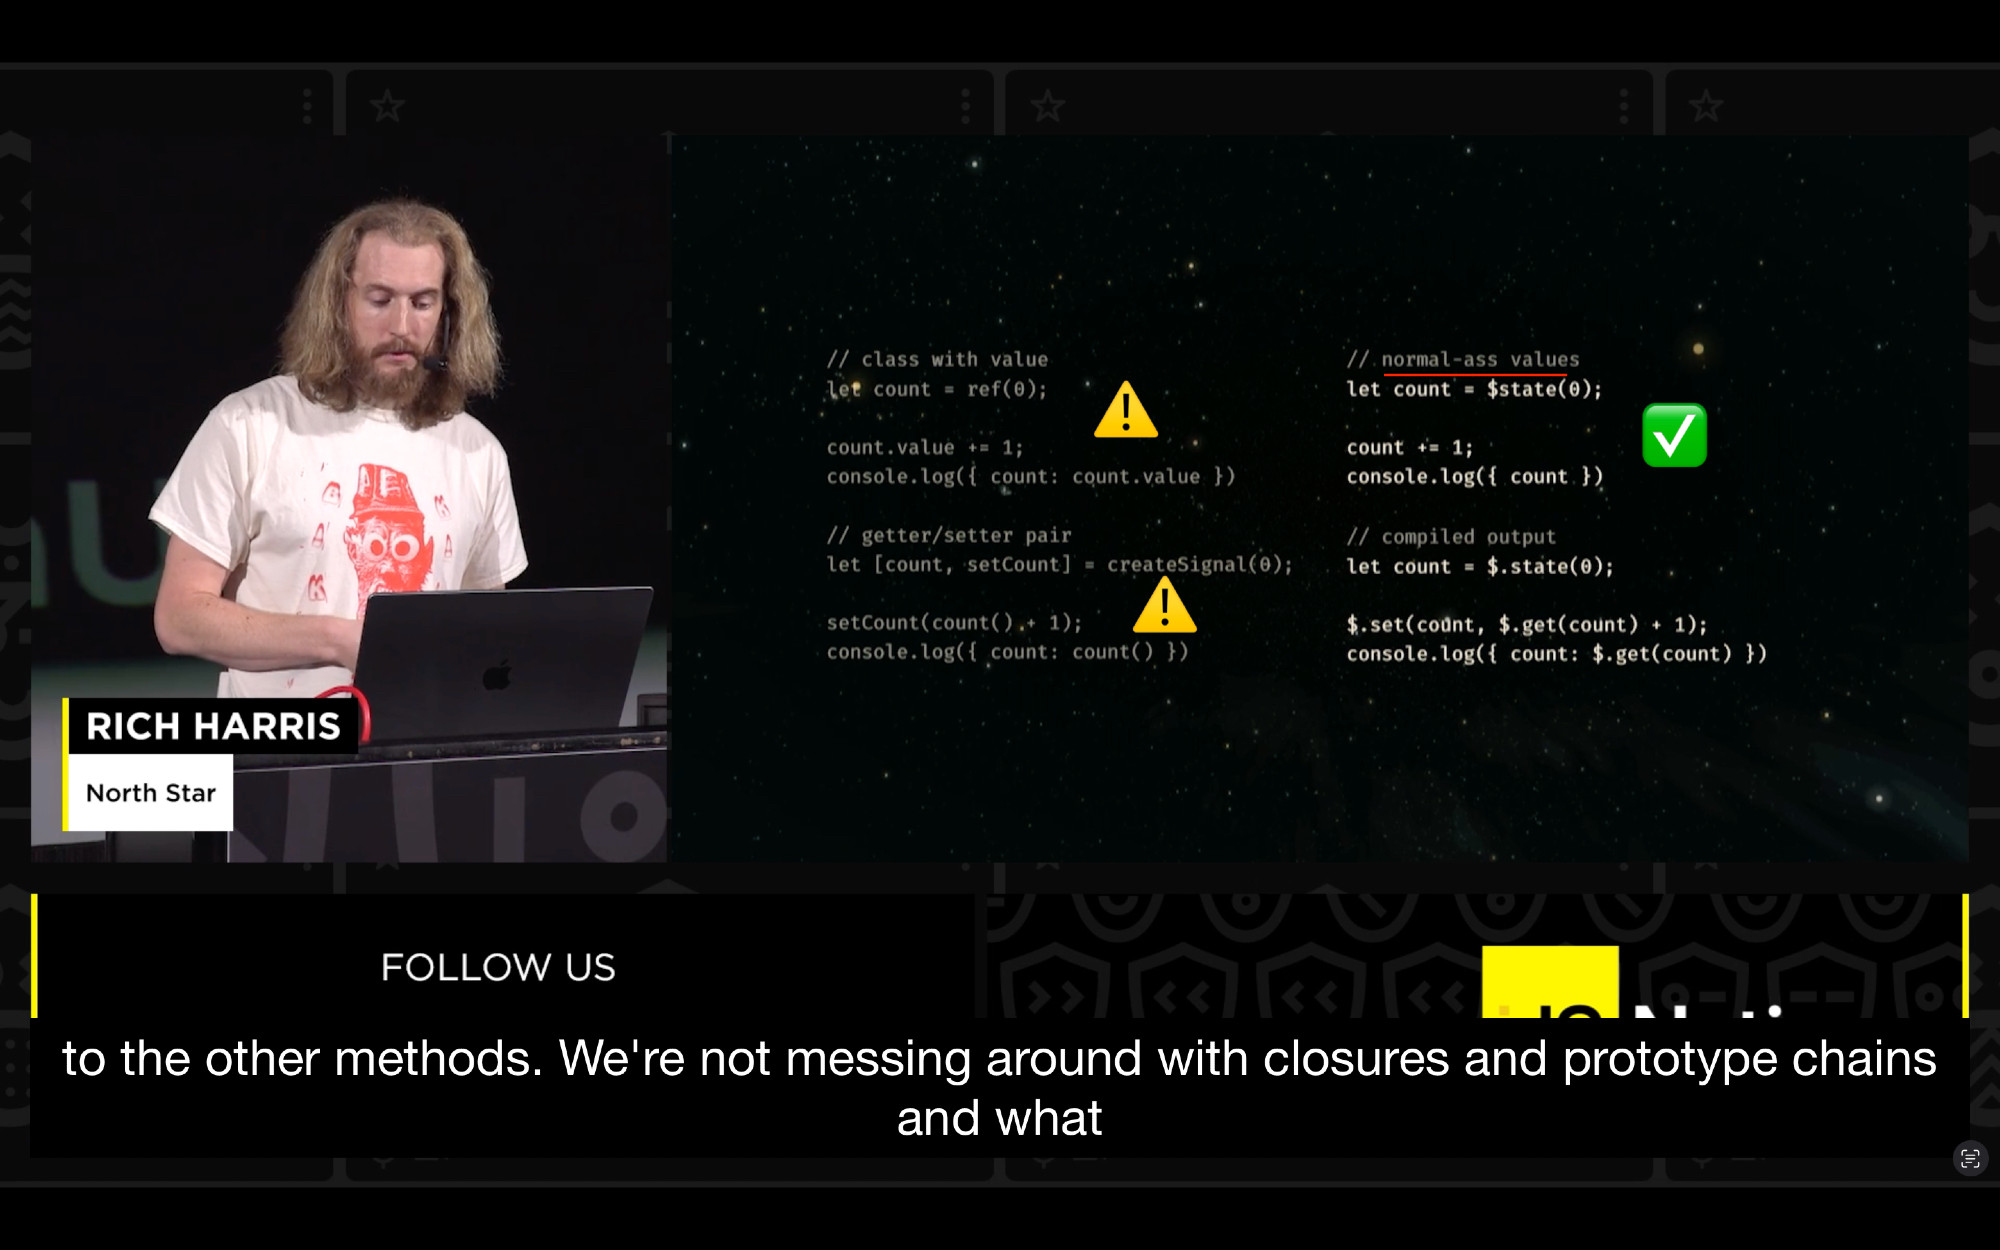 // class with value
let count = ref(0);
count.value += 1;
console.log({ count: count.value })
// getter/setter pair
let [count, setCount] = createSignal(0);
setCount(count() + 1);
console.log({ count: count() })
// normal-ass values
let count = $state(0);
count += 1;
console.log({ count })
// compiled output
let count = $.state(0);
$.set(count, $.get(count) + 1);
console.log({ count: $.get(count) })
RICH HARRIS
North Star
FOLLOW US
to the other methods. We're not messing around with closures and prototype chains
and what